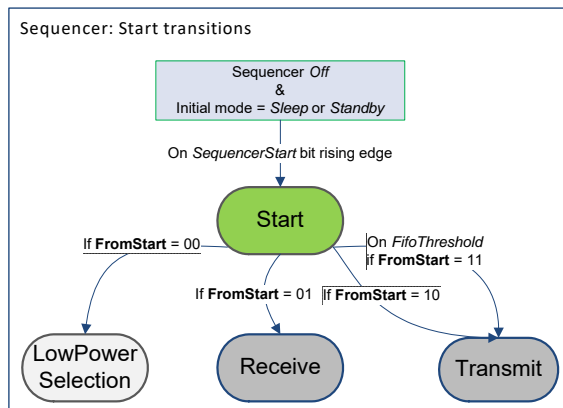 Sequencer: Start transitions
Sequencer Off
&
Initial mode = Sleep or Standby
On SequencerStart bit rising edge
Start
If FromStart = 00
On FifoThreshold
if FromStart = 11
If FromStart = 01
If FromStart = 10
LowPower
Selection
Receive
Transmit